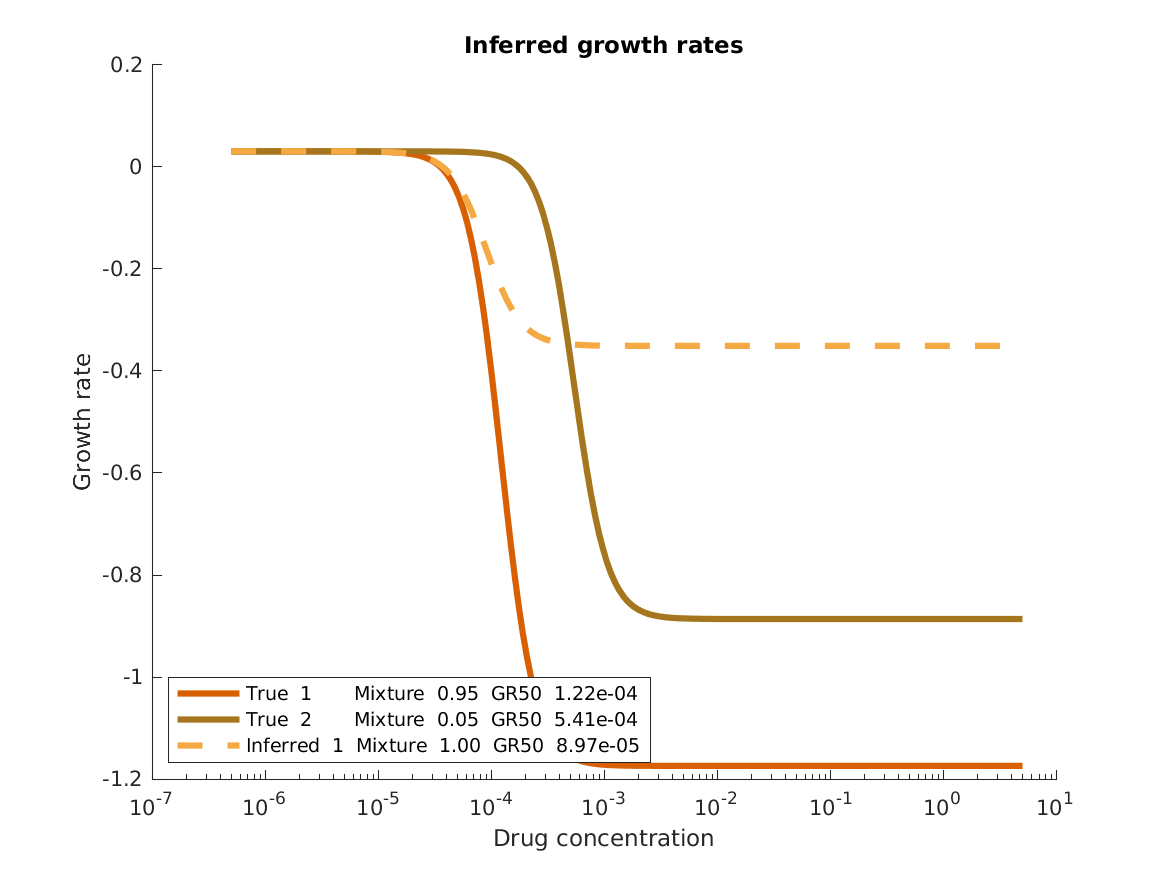 Inferred growth rates
0.2
0
-0.2
-0.4
-0.6
-0.8
-1
-1.2
Growth rate
True 1 Mixture 0.95 GR50 1.22e-04
True 2 Mixture 0.05 GR50 5.41e-04
Inferred 1 Mixture 1.00 GR50 8.97e-05
10^-7 10^-6 10^-5 10^-4 10^-3 10^-2 10^-1 10^0 10^1
Drug concentration